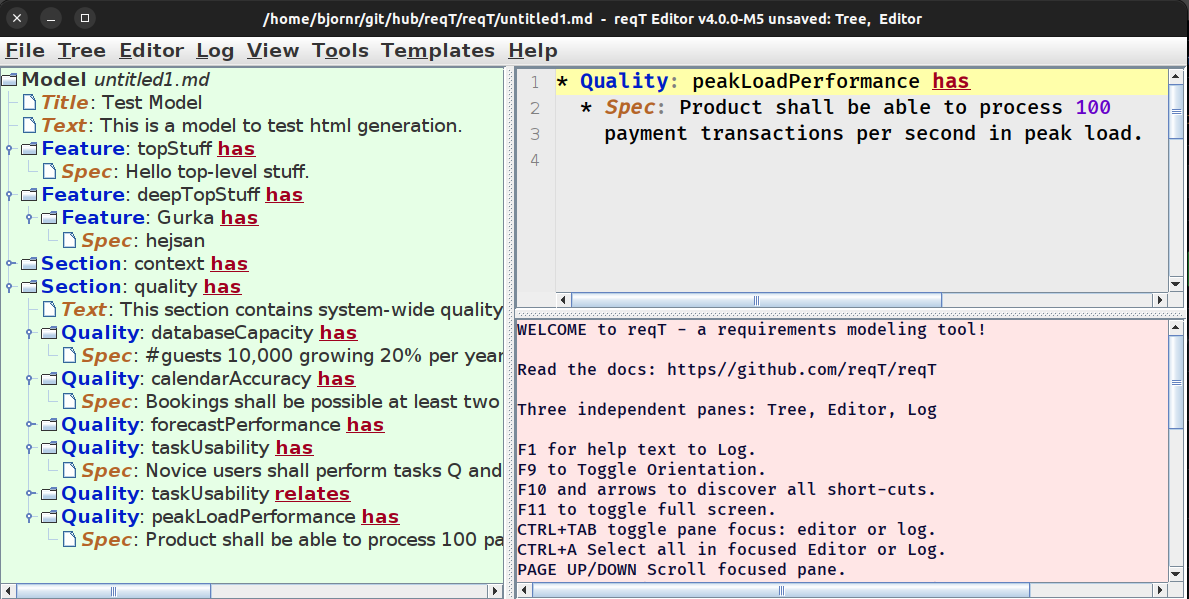 /home/bjornr/git/hub/reqT/reqT/untitled1.md - reqT Editor v4.0.0-M5 unsaved: Tree, Editor
File Tree Editor Log View Tools Templates Help
Model untitled1.md
Title: Test Model
Text: This is a model to test html generation.
Feature: topStuff has
Spec: Hello top-level stuff.
Feature: deepTopStuff has
Feature: Gurka has
Spec: hejsan
Section: context has
Section: quality has
Text: This section contains system-wide quality
Quality: databaseCapacity has
Spec: #guests 10,000 growing 20% per year
Quality: calendarAccuracy has
Spec: Bookings shall be possible at least two
Quality: forecastPerformance has
Quality: taskUsability has
Spec: Novice users shall perform tasks Q and
Quality: taskUsability relates
Quality: peakLoadPerformance has
Spec: Product shall be able to process 100 pa
1 * Quality: peakLoadPerformance has
2 * Spec: Product shall be able to process 100
3 payment transactions per second in peak load.
4
WELCOME to reqT - a requirements modeling tool!
Read the docs: https//github.com/reqT/reqT
Three independent panes: Tree, Editor, Log
F1 for help text to Log.
F9 to Toggle Orientation.
F10 and arrows to discover all short-cuts.
F11 to toggle full screen.
CTRL+TAB toggle pane focus: editor or log.
CTRL+A Select all in focused Editor or Log.
PAGE UP/DOWN Scroll focused pane.